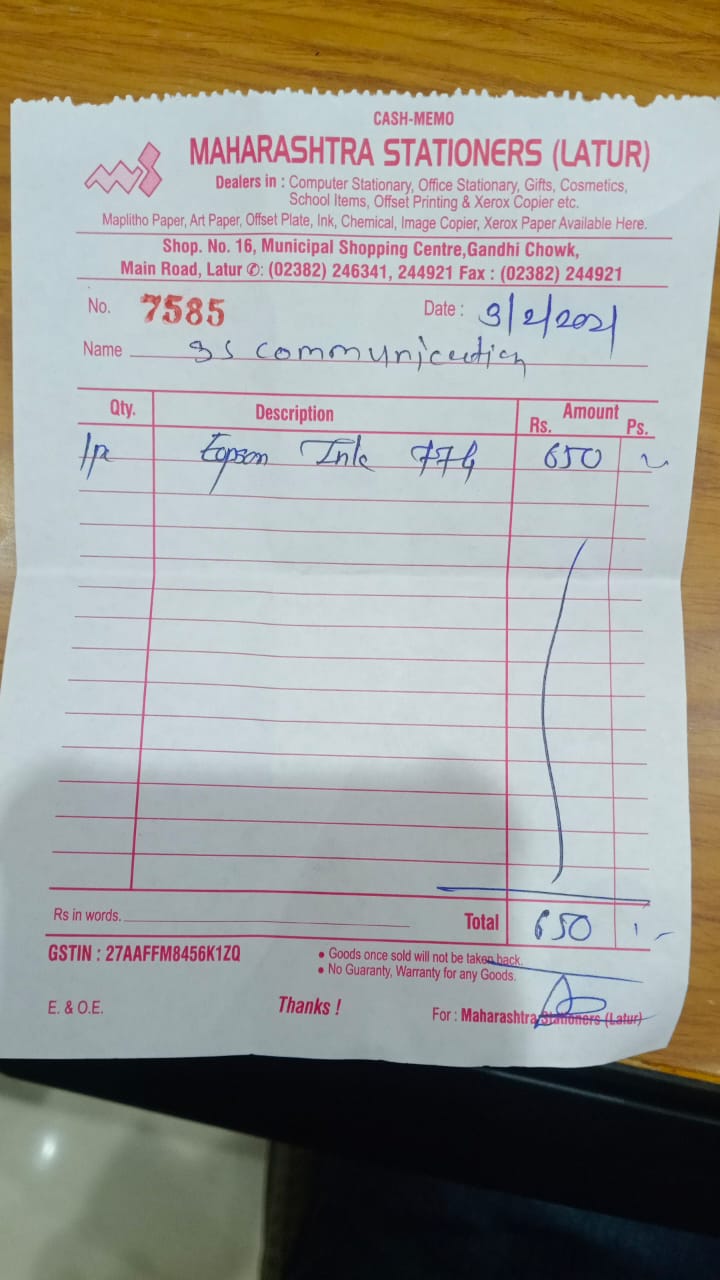 CASH-MEMO
MAHARASHTRA STATIONERS (LATUR)
Dealers in : Computer Stationary, Office Stationary, Gifts, Cosmetics,
School Items, Offset Printing & Xerox Copier etc.
Maplitho Paper, Art Paper, Offset Plate, Ink, Chemical, Image Copier, Xerox Paper Available Here.
Shop. No. 16, Municipal Shopping Centre,Gandhi Chowk,
Main Road, Latur ✆: (02382) 246341, 244921 Fax : (02382) 244921
No. 7585 Date : 9/2/2021
Name communication
Qty. Description Amount
Rs. Ps.
Epson Ink 774 650
Rs in words. Total 650
GSTIN : 27AAFFM8456K1ZQ
• Goods once sold will not be taken back.
• No Guaranty, Warranty for any Goods.
E. & O.E. Thanks ! For : Maharashtra Stationers (Latur)